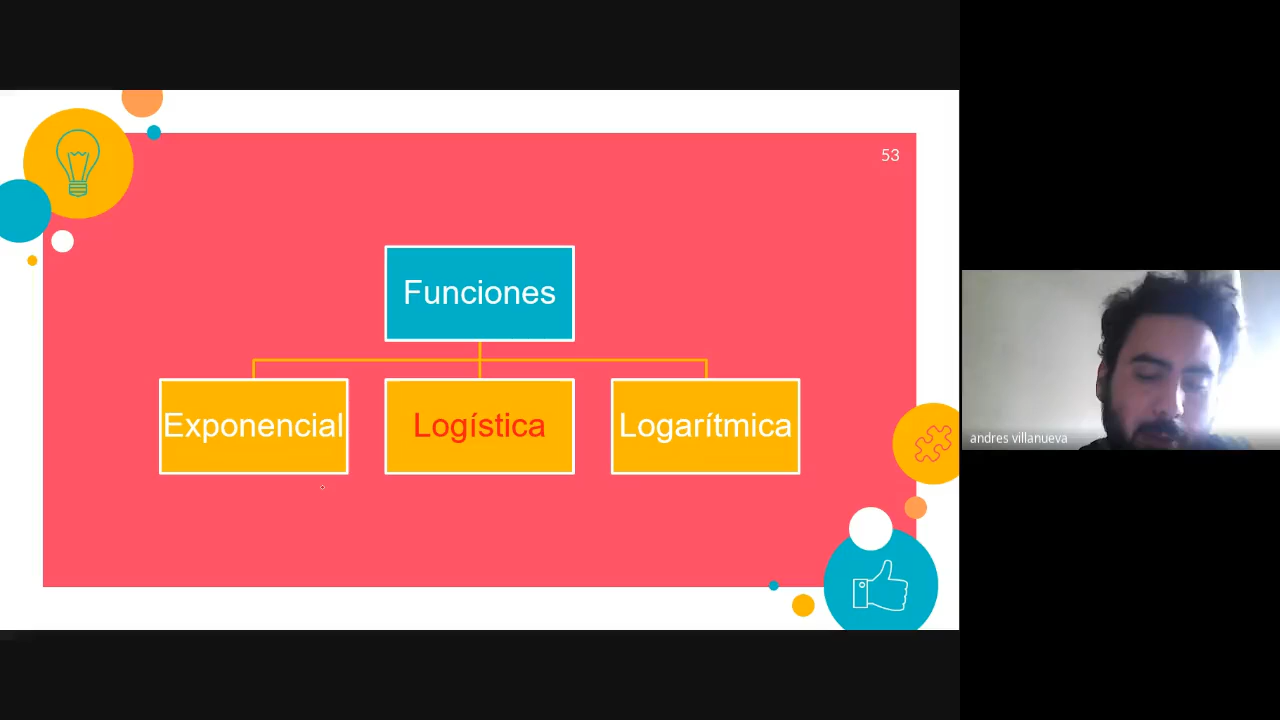 53
Funciones
Exponencial
Logística
Logarítmica
andres villanueva